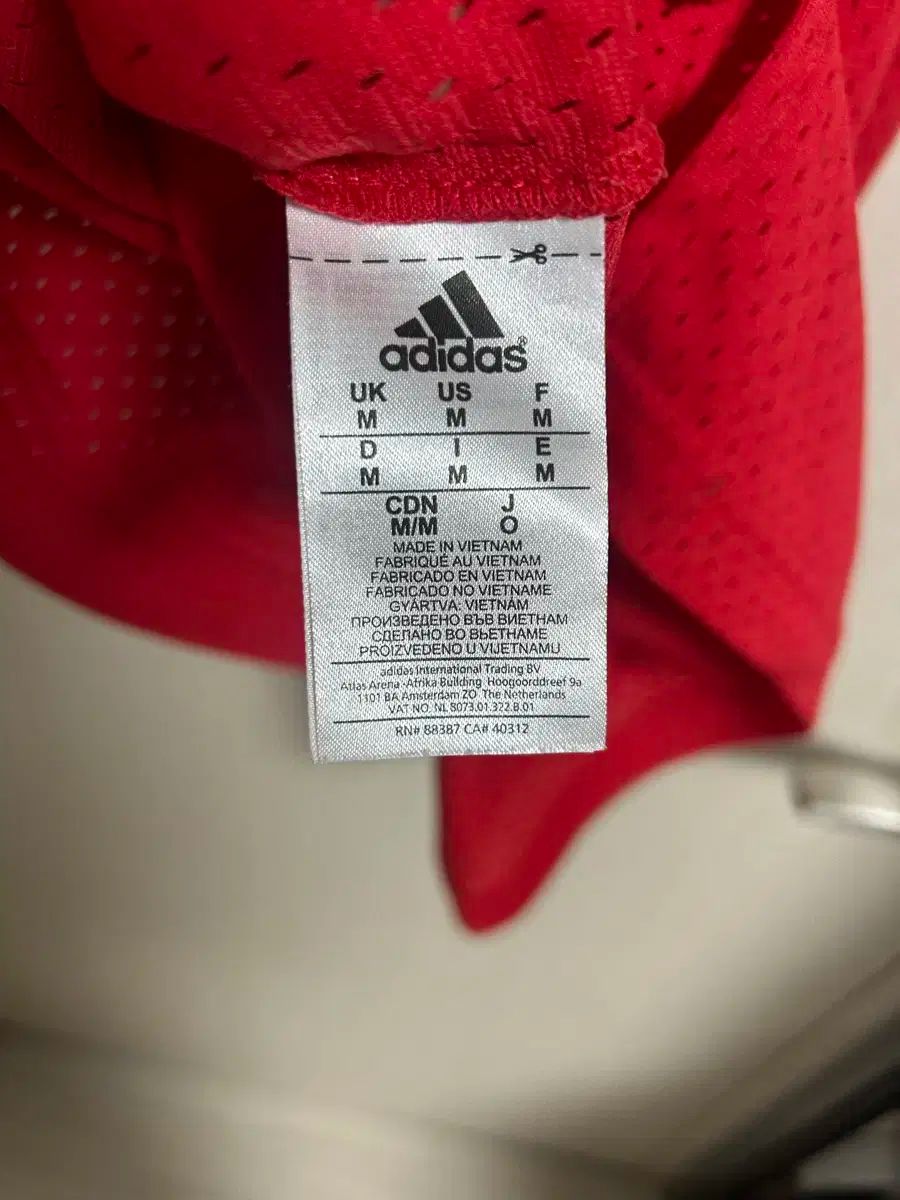 adidas®
UK US F
M M M
D I E
M M M
CDN J
M/M O
MADE IN VIETNAM
FABRIQUÉ AU VIETNAM
FABRICADO EN VIETNAM
FABRICADO NO VIETNAME
GYÁRTVA: VIETNÁM
ПРОИЗВЕДЕНО ВЪВ ВИЕТНАМ
СДЕЛАНО ВО ВЬЕТНАМЕ
PROIZVEDENO U VIJETNAMU
adidas International Trading BV
Atlas Arena -Afrika Building Hoogoorddreef 9a
1101 BA Amsterdam ZO The Netherlands
VAT NO. NL 8073.01.322.B.01
RN# 88387 CA# 40312